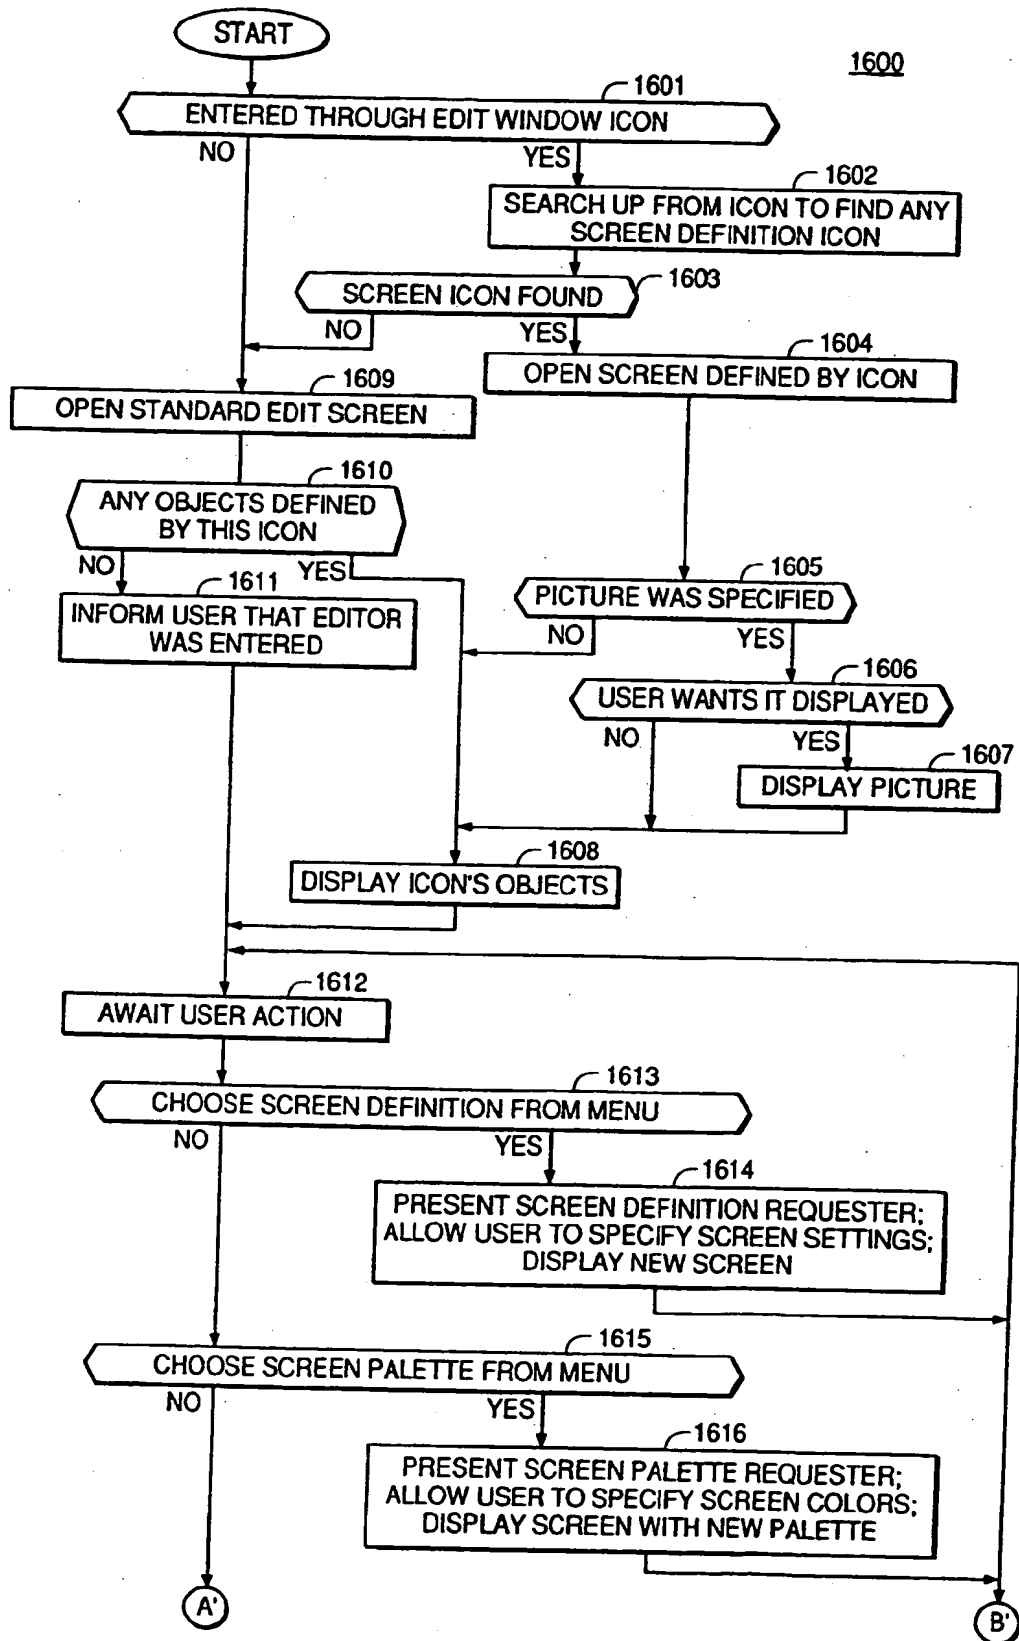 START
1600
1601
ENTERED THROUGH EDIT WINDOW ICON
NO
YES
1602
SEARCH UP FROM ICON TO FIND ANY
SCREEN DEFINITION ICON
1603
SCREEN ICON FOUND
NO
YES
1604
OPEN SCREEN DEFINED BY ICON
1609
OPEN STANDARD EDIT SCREEN
1610
ANY OBJECTS DEFINED
BY THIS ICON
NO
YES
1611
INFORM USER THAT EDITOR
WAS ENTERED
1605
PICTURE WAS SPECIFIED
NO
YES
1606
USER WANTS IT DISPLAYED
NO
YES
1607
DISPLAY PICTURE
1608
DISPLAY ICON'S OBJECTS
1612
AWAIT USER ACTION
1613
CHOOSE SCREEN DEFINITION FROM MENU
NO
YES
1614
PRESENT SCREEN DEFINITION REQUESTER;
ALLOW USER TO SPECIFY SCREEN SETTINGS;
DISPLAY NEW SCREEN
1615
CHOOSE SCREEN PALETTE FROM MENU
NO
YES
1616
PRESENT SCREEN PALETTE REQUESTER;
ALLOW USER TO SPECIFY SCREEN COLORS;
DISPLAY SCREEN WITH NEW PALETTE
A'
B'